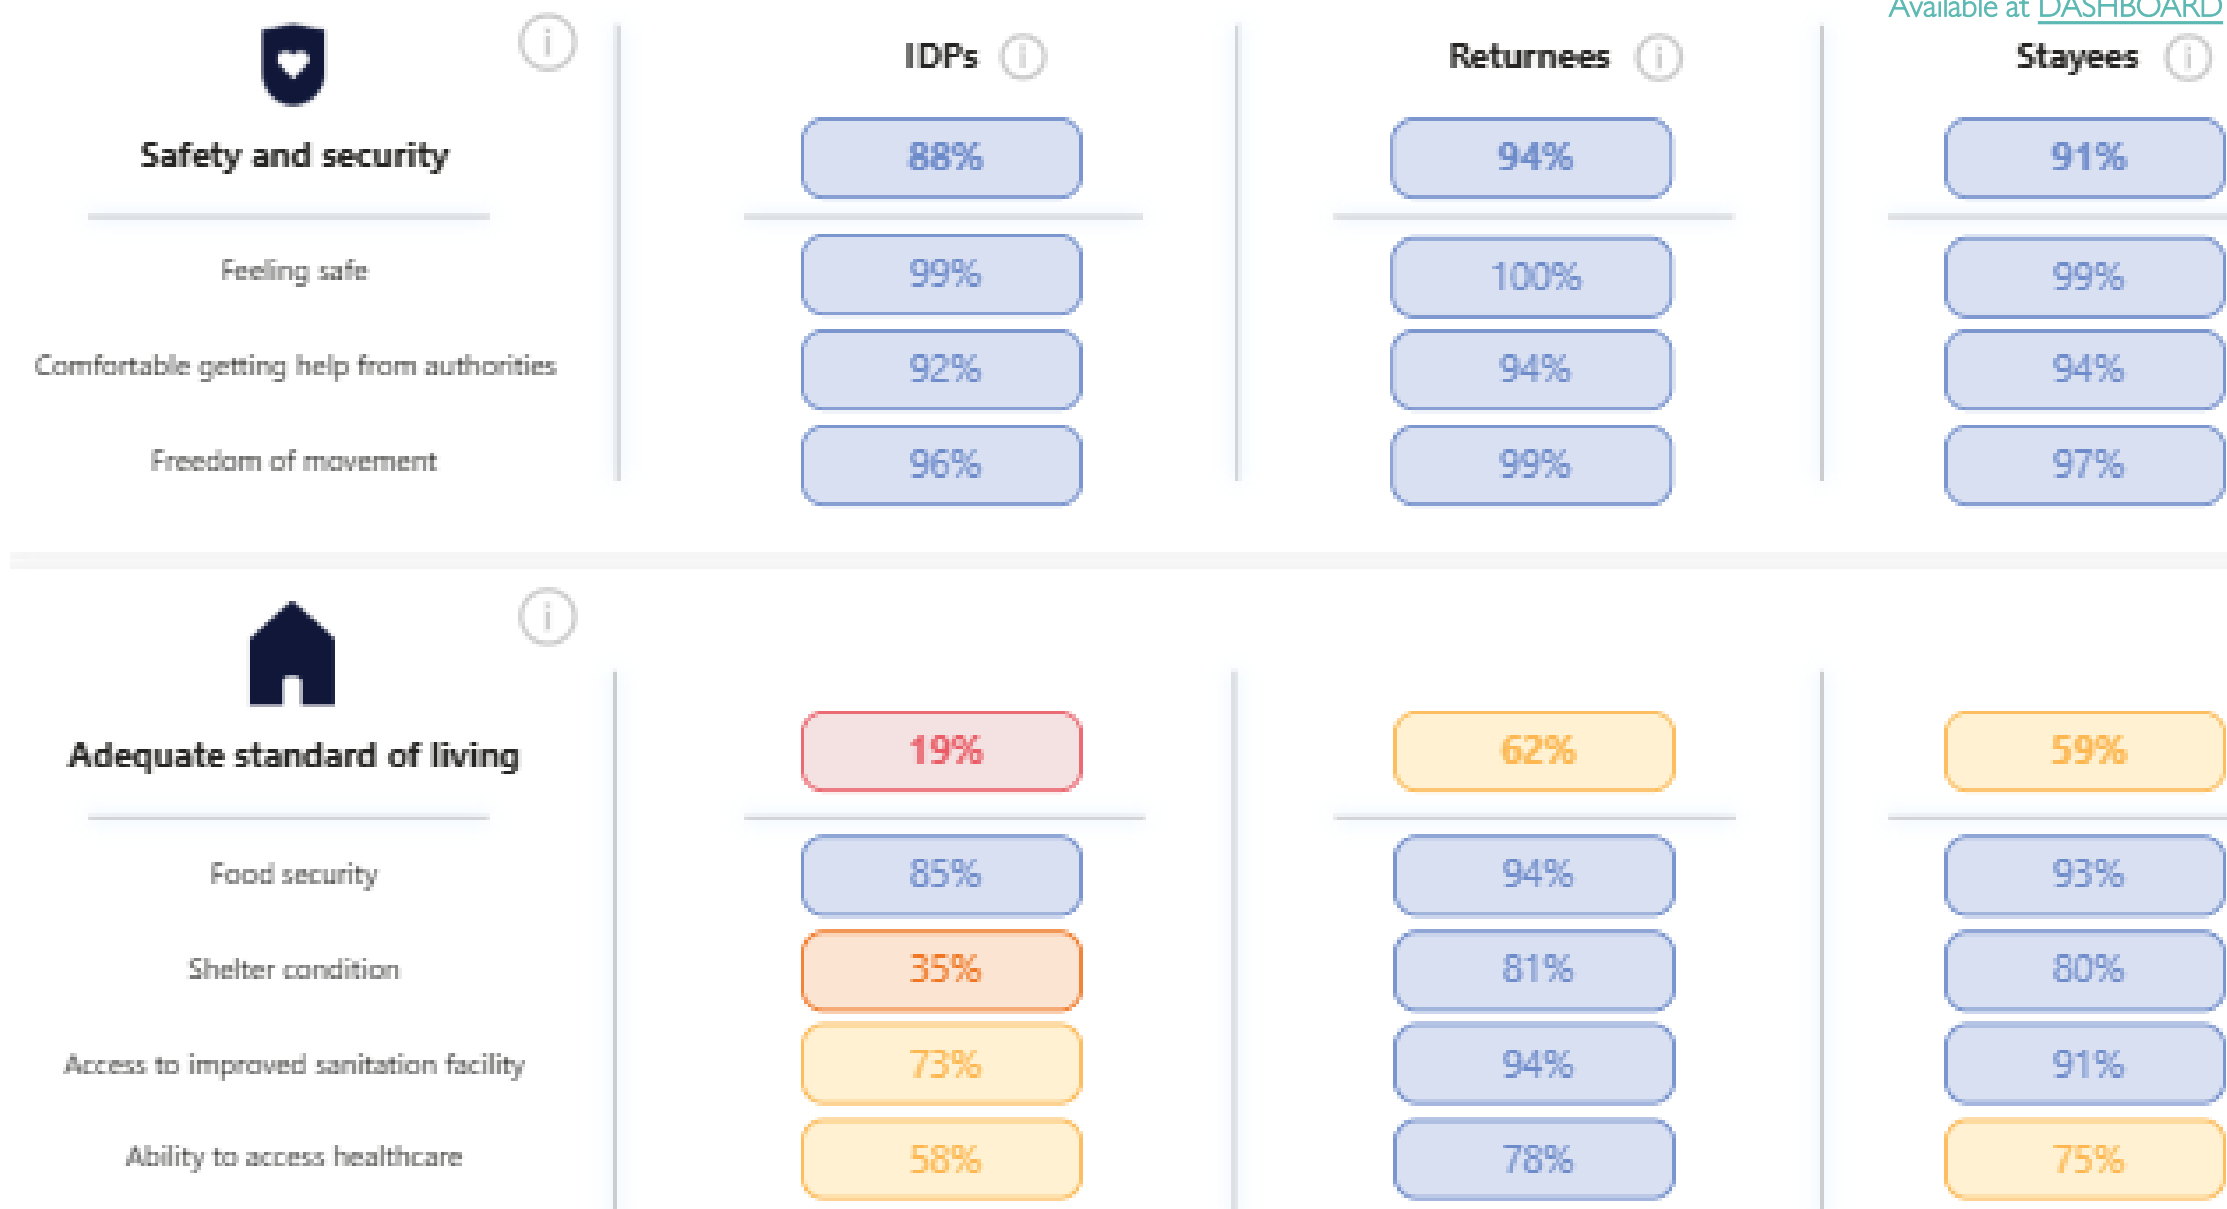 Available at DASHBOARD
IDPs
Returnees
Stayees
Safety and security
88%
94%
91%
Feeling safe
99%
100%
99%
Comfortable getting help from authorities
92%
94%
94%
Freedom of movement
96%
99%
97%
Adequate standard of living
19%
62%
59%
Food security
85%
94%
93%
Shelter condition
35%
81%
80%
Access to improved sanitation facility
73%
94%
91%
Ability to access healthcare
58%
78%
75%